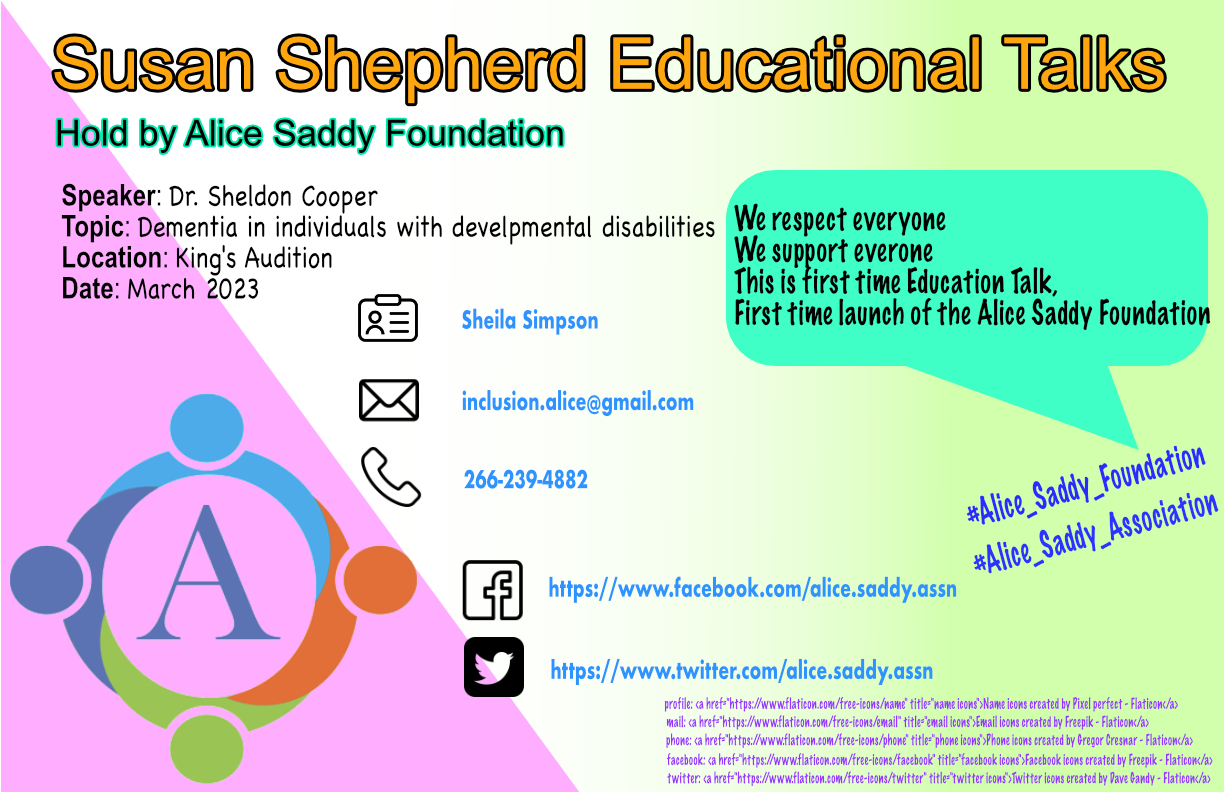 Susan Shepherd Educational Talks
Hold by Alice Saddy Foundation
Speaker: Dr. Sheldon Cooper
Topic: Dementia in individuals with develpmental disabilities
Location: King's Audition
Date: March 2023
We respect everyone
We support everone
This is first time Education Talk,
First time launch of the Alice Saddy Foundation
Sheila Simpson
inclusion.alice@gmail.com
266-239-4882
#Alice_Saddy_Foundation
#Alice_Saddy_Association
A
https://www.facebook.com/alice.saddy.assn
https://www.twitter.com/alice.saddy.assn
profile: <a href="https://www.flaticon.com/free-icons/name" title="name icons">Name icons created by Pixel perfect - Flaticon</a>
mail: <a href="https://www.flaticon.com/free-icons/email" title="email icons">Email icons created by Freepik - Flaticon</a>
phone: <a href="https://www.flaticon.com/free-icons/phone" title="phone icons">Phone icons created by Gregor Cresnar - Flaticon</a>
facebook: <a href="https://www.flaticon.com/free-icons/facebook" title="facebook icons">Facebook icons created by Freepik - Flaticon</a>
twitter: <a href="https://www.flaticon.com/free-icons/twitter" title="twitter icons">Twitter icons created by Dave Gandy - Flaticon</a>